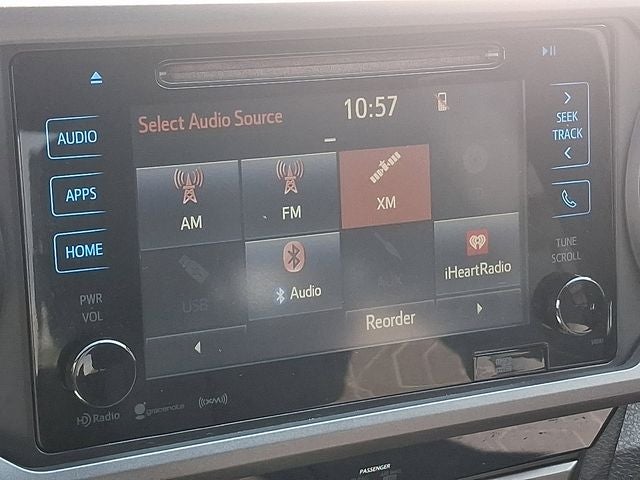 Select Audio Source
10:57
AUDIO
APPS
HOME
PWR
VOL
AM
FM
XM
USB
Audio
AUX
iHeartRadio
Reorder
SEEK
TRACK
TUNE
SCROLL
HD Radio
gracenote
((XM))
PASSENGER